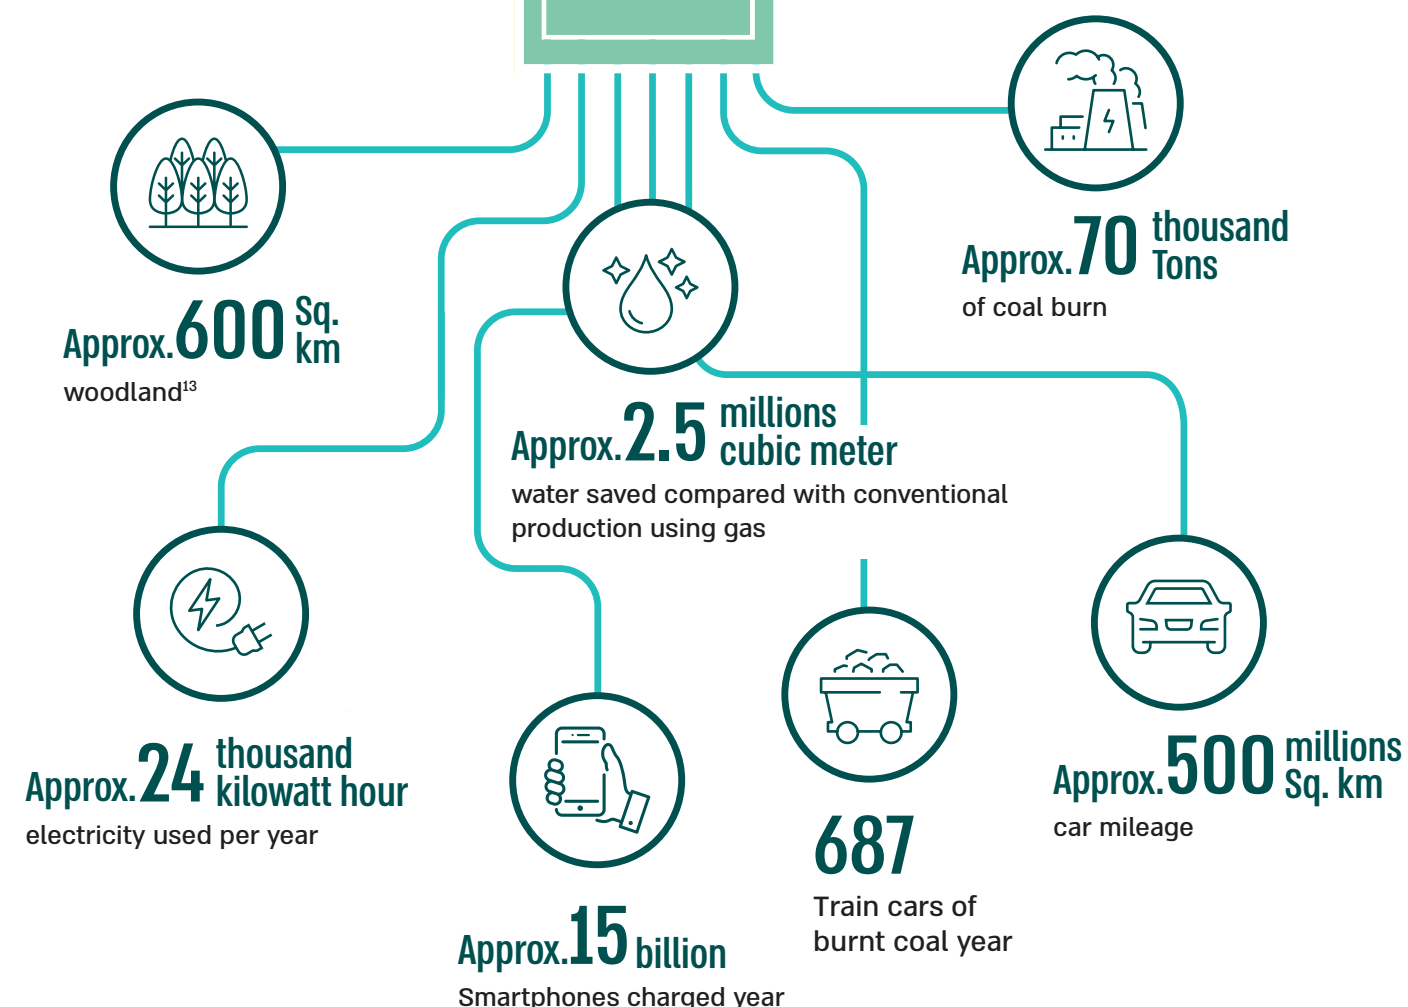 Approx.70 thousand
Tons
of coal burn
Approx.600 Sq.
km
woodland¹³
Approx.2.5 millions
cubic meter
water saved compared with conventional
production using gas
Approx.24 thousand
kilowatt hour
electricity used per year
Approx.500 millions
Sq. km
car mileage
687
Train cars of
burnt coal year
Approx.15 billion
Smartphones charged year